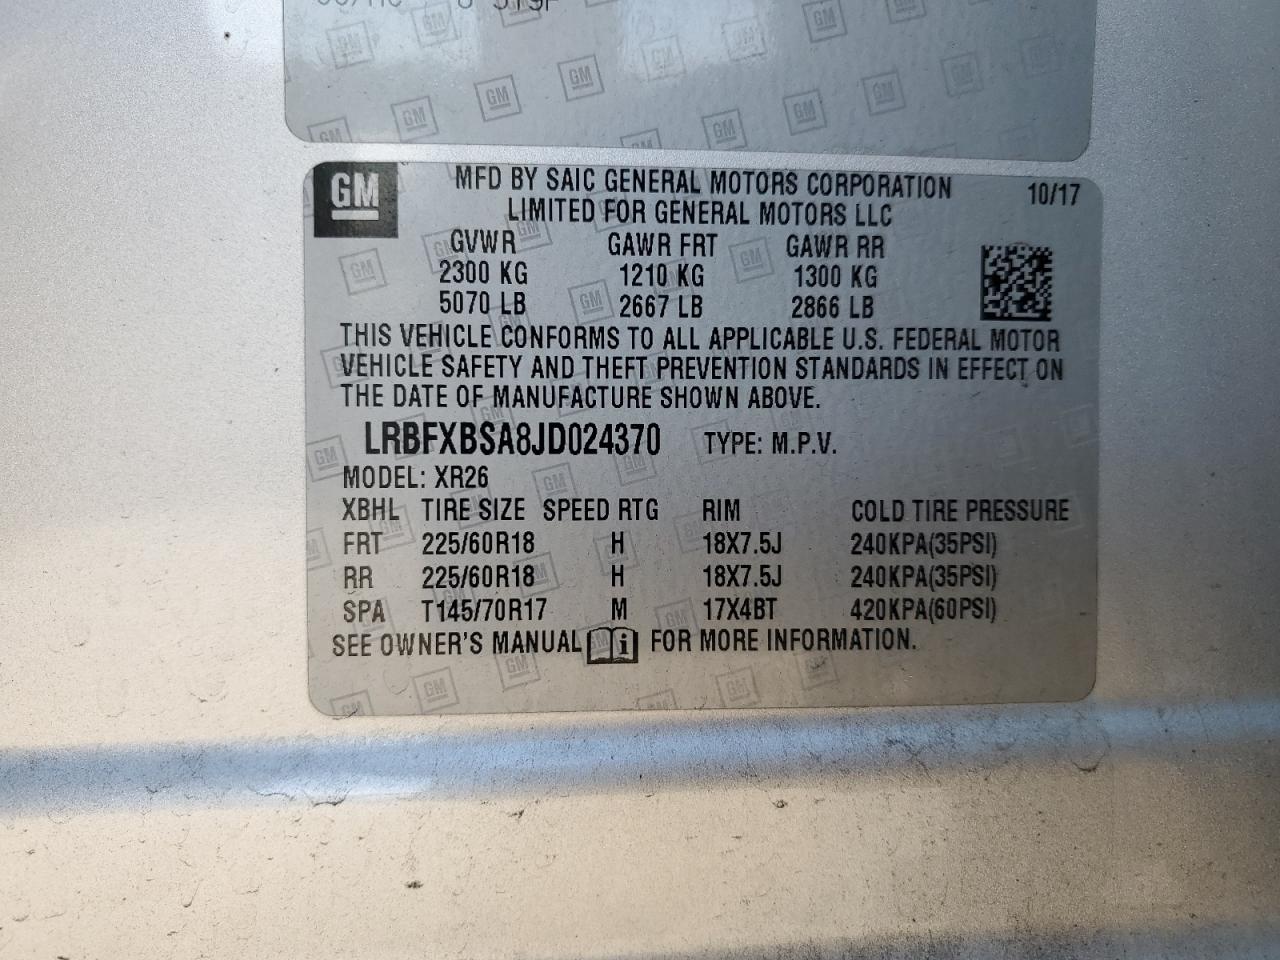 GM
MFD BY SAIC GENERAL MOTORS CORPORATION 10/17
LIMITED FOR GENERAL MOTORS LLC
GVWR GAWR FRT GAWR RR
2300 KG 1210 KG 1300 KG
5070 LB 2667 LB 2866 LB
THIS VEHICLE CONFORMS TO ALL APPLICABLE U.S. FEDERAL MOTOR
VEHICLE SAFETY AND THEFT PREVENTION STANDARDS IN EFFECT ON
THE DATE OF MANUFACTURE SHOWN ABOVE.
LRBFXBSA8JD024370 TYPE: M.P.V.
MODEL: XR26
XBHL TIRE SIZE SPEED RTG RIM COLD TIRE PRESSURE
FRT 225/60R18 H 18X7.5J 240KPA(35PSI)
RR 225/60R18 H 18X7.5J 240KPA(35PSI)
SPA T145/70R17 M 17X4BT 420KPA(60PSI)
SEE OWNER'S MANUAL FOR MORE INFORMATION.